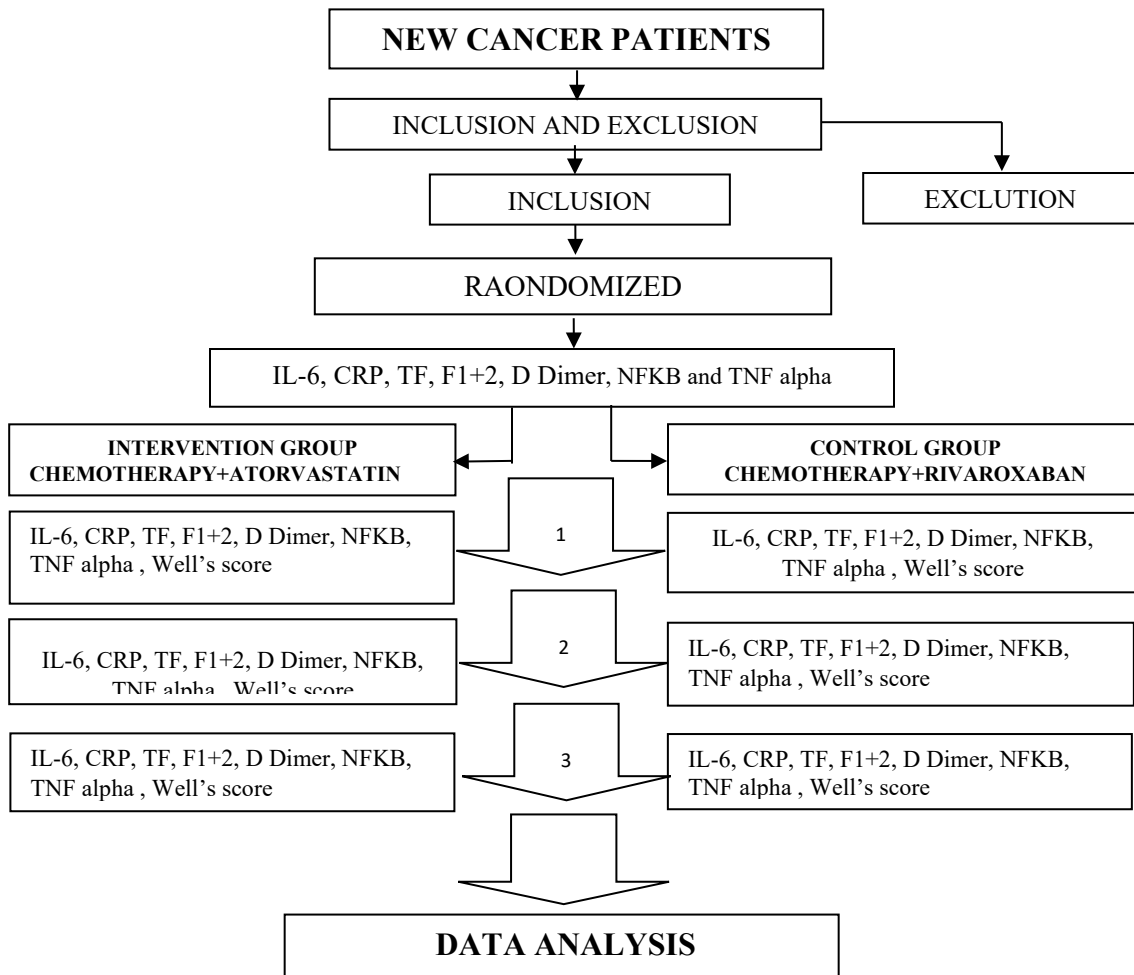 NEW CANCER PATIENTS
INCLUSION AND EXCLUSION
INCLUSION
EXCLUTION
RAONDOMIZED
IL-6, CRP, TF, F1+2, D Dimer, NFKB and TNF alpha
INTERVENTION GROUP
CHEMOTHERAPY+ATORVASTATIN
CONTROL GROUP
CHEMOTHERAPY+RIVAROXABAN
IL-6, CRP, TF, F1+2, D Dimer, NFKB,
TNF alpha , Well’s score
1
IL-6, CRP, TF, F1+2, D Dimer, NFKB,
TNF alpha , Well’s score
IL-6, CRP, TF, F1+2, D Dimer, NFKB,
TNF alpha , Well’s score
2
IL-6, CRP, TF, F1+2, D Dimer, NFKB,
TNF alpha , Well’s score
IL-6, CRP, TF, F1+2, D Dimer, NFKB,
TNF alpha , Well’s score
3
IL-6, CRP, TF, F1+2, D Dimer, NFKB,
TNF alpha , Well’s score
DATA ANALYSIS